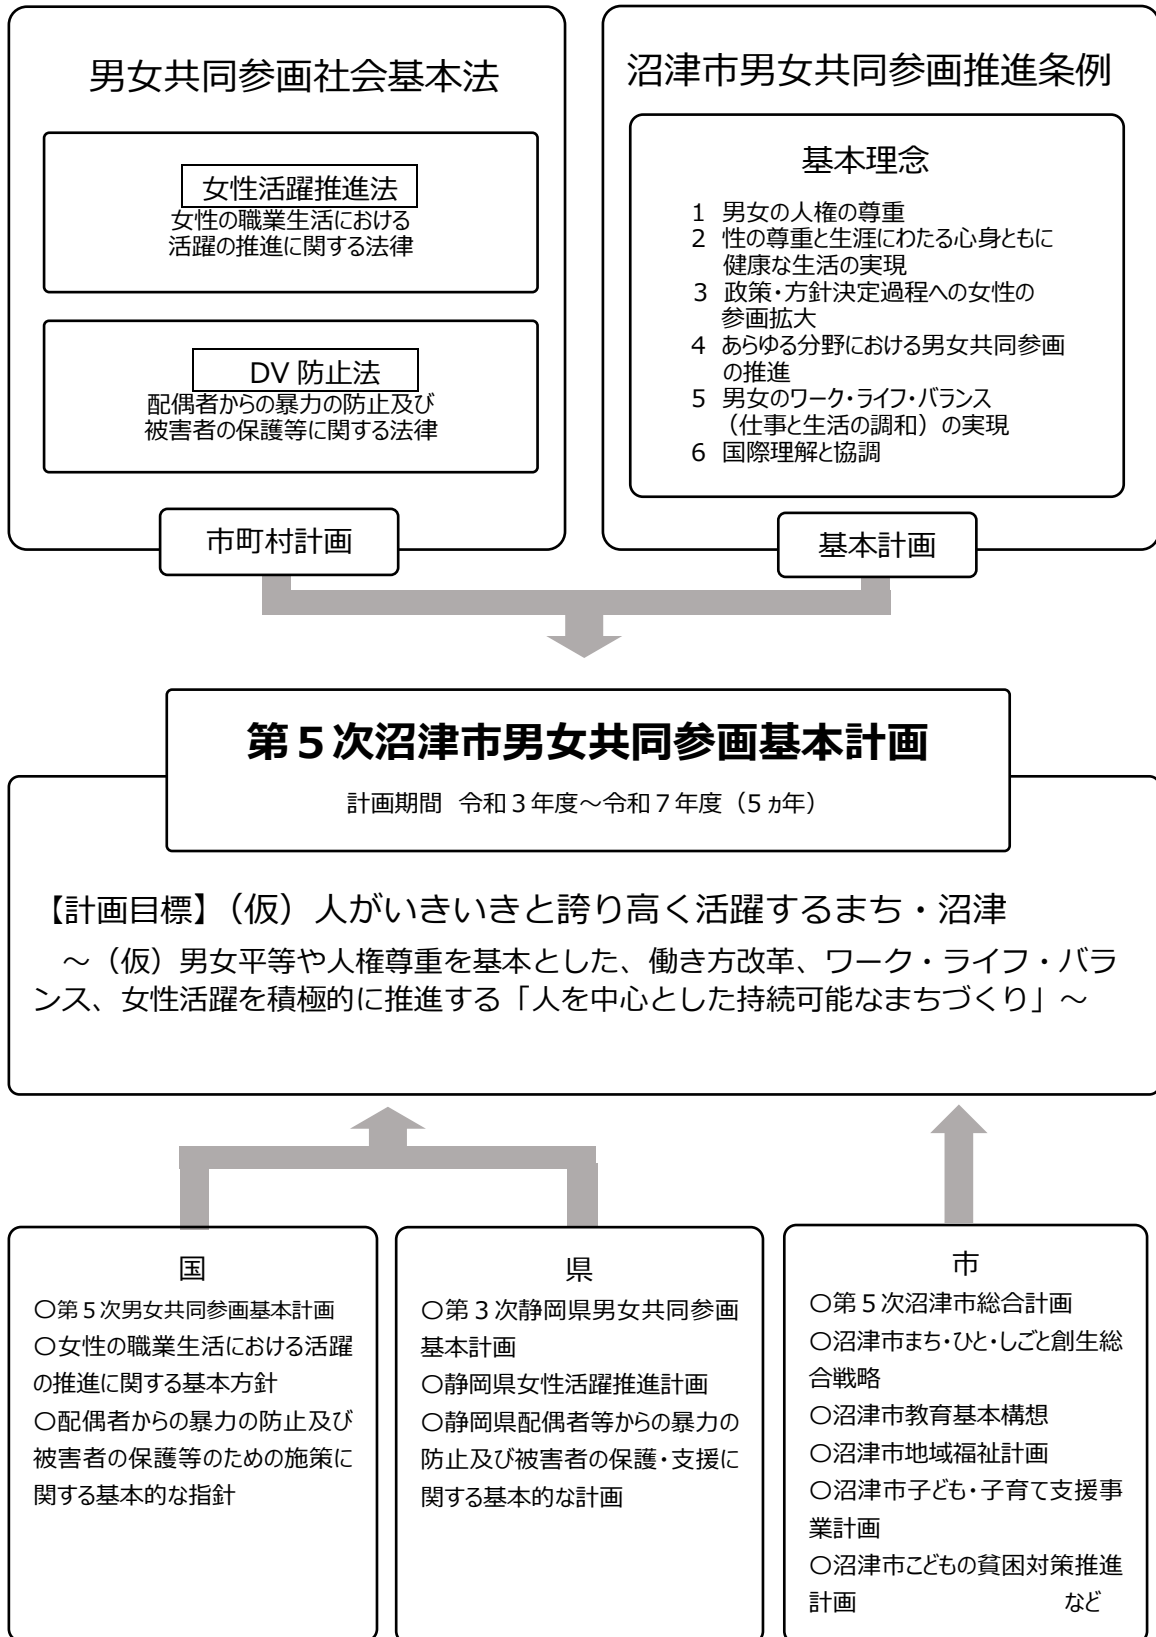 男女共同参画社会基本法
女性活躍推進法
女性の職業生活における
活躍の推進に関する法律
DV 防止法
配偶者からの暴力の防止及び
被害者の保護等に関する法律
市町村計画
沼津市男女共同参画推進条例
基本理念
1 男女の人権の尊重
2 性の尊重と生涯にわたる心身ともに
健康な生活の実現
3 政策・方針決定過程への女性の
参画拡大
4 あらゆる分野における男女共同参画
の推進
5 男女のワーク・ライフ・バランス
（仕事と生活の調和）の実現
6 国際理解と協調
基本計画
第５次沼津市男女共同参画基本計画
計画期間 令和３年度～令和７年度（５ヵ年）
【計画目標】（仮）人がいきいきと誇り高く活躍するまち・沼津
～（仮）男女平等や人権尊重を基本とした、働き方改革、ワーク・ライフ・バラ
ンス、女性活躍を積極的に推進する「人を中心とした持続可能なまちづくり」～
国
○第５次男女共同参画基本計画
○女性の職業生活における活躍
の推進に関する基本方針
○配偶者からの暴力の防止及び
被害者の保護等のための施策に
関する基本的な指針
県
○第３次静岡県男女共同参画
基本計画
○静岡県女性活躍推進計画
○静岡県配偶者等からの暴力の
防止及び被害者の保護・支援に
関する基本的な計画
市
○第５次沼津市総合計画
○沼津市まち・ひと・しごと創生総
合戦略
○沼津市教育基本構想
○沼津市地域福祉計画
○沼津市子ども・子育て支援事
業計画
○沼津市こどもの貧困対策推進
計画 など